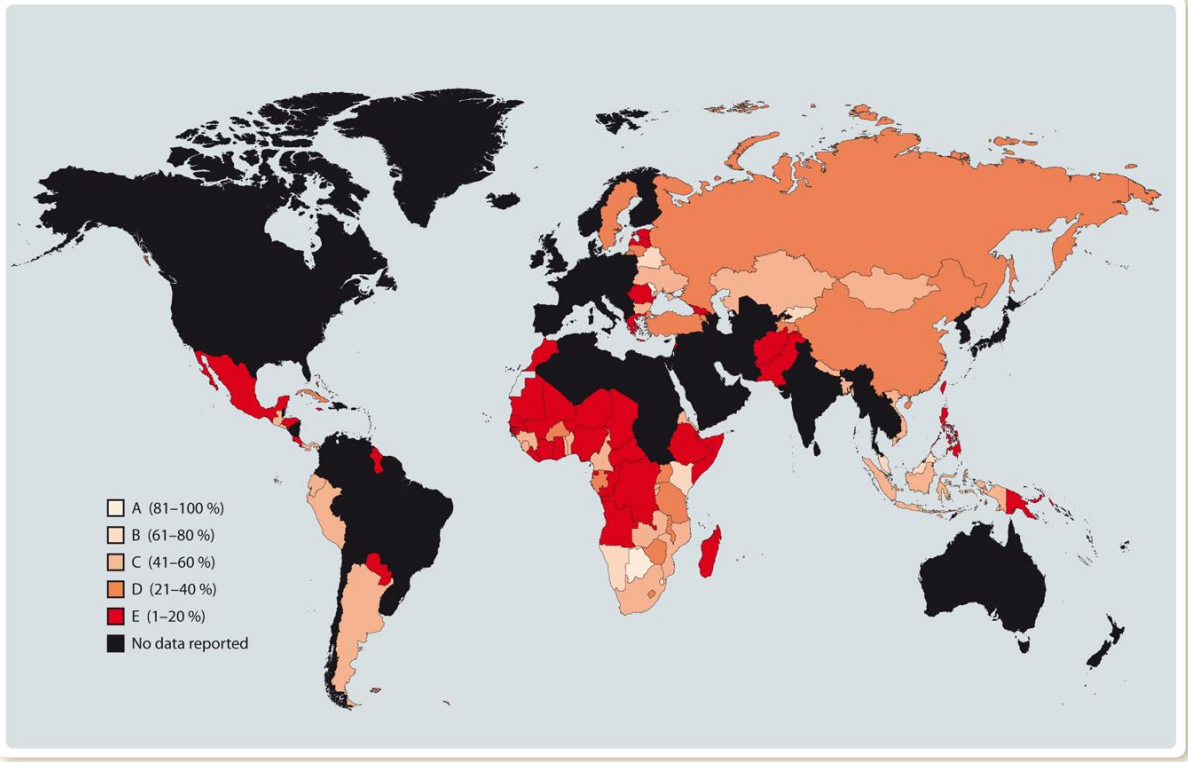 A (81–100 %)
B (61–80 %)
C (41–60 %)
D (21–40 %)
E (1–20 %)
No data reported